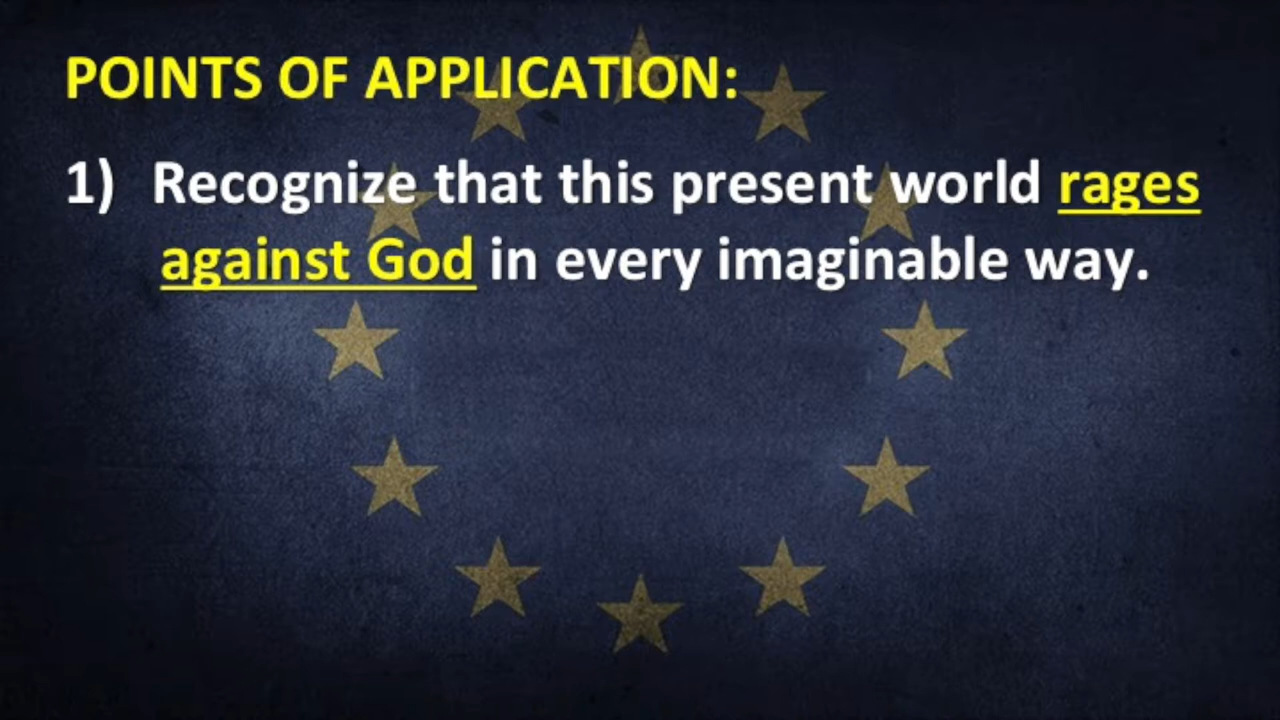 POINTS OF APPLICATION:
1) Recognize that this present world rages
against God in every imaginable way.